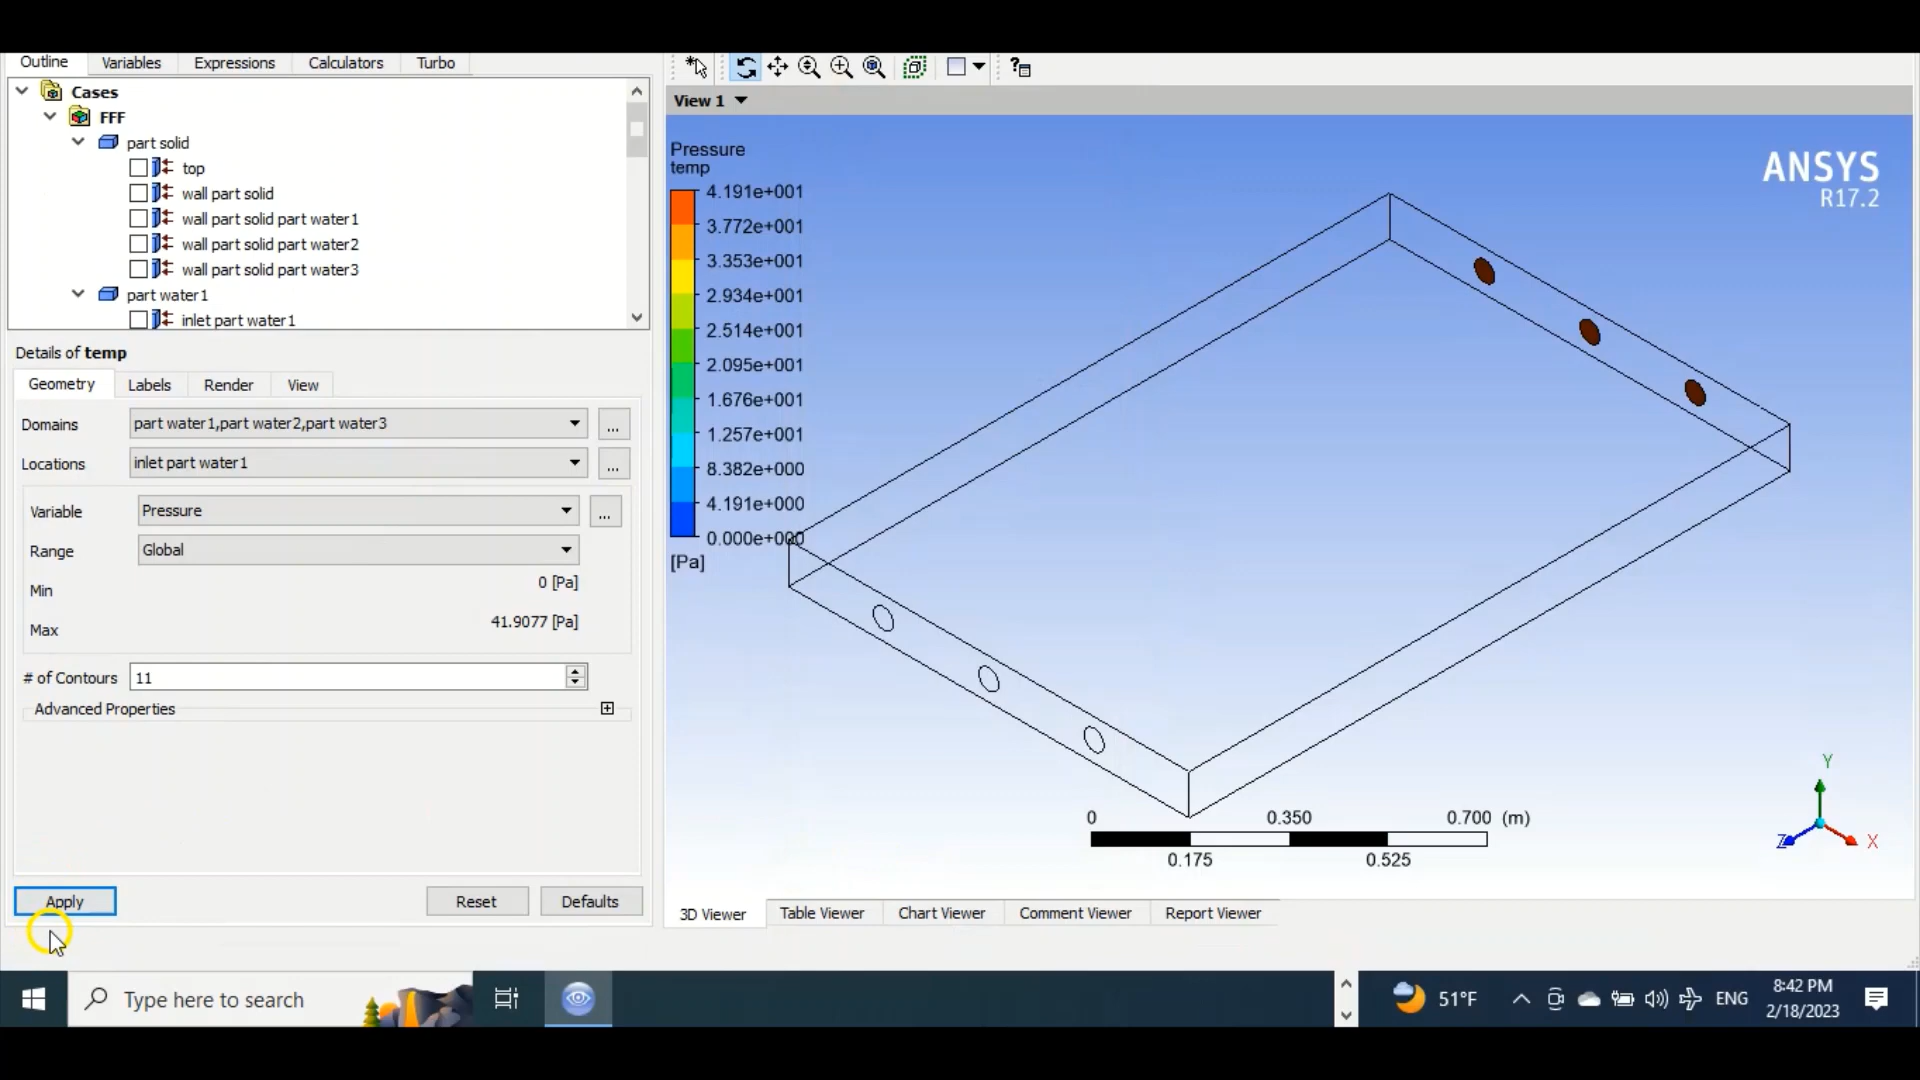 Outline Variables Expressions Calculators Turbo
Cases
FFF
part solid
top
wall part solid
wall part solid part water1
wall part solid part water2
wall part solid part water3
part water1
inlet part water1
Details of temp
Geometry Labels Render View
Domains part water1,part water2,part water3 ...
Locations inlet part water1 ...
Variable Pressure ...
Range Global
Min 0 [Pa]
Max 41.9077 [Pa]
# of Contours 11
Advanced Properties
Apply Reset Defaults
View 1
Pressure
temp
4.191e+001
3.772e+001
3.353e+001
2.934e+001
2.514e+001
2.095e+001
1.676e+001
1.257e+001
8.382e+000
4.191e+000
0.000e+000
[Pa]
ANSYS
R17.2
Y
Z X
0 0.350 0.700 (m)
0.175 0.525
3D Viewer Table Viewer Chart Viewer Comment Viewer Report Viewer
Type here to search
51°F ENG
8:42 PM
2/18/2023